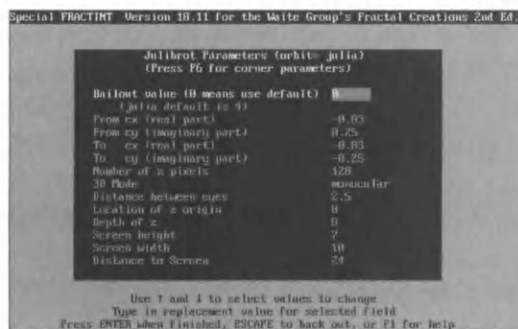 Special FRACTINT Version 18.11 for the Waite Group's Fractal Creations 2nd Ed.
Julibrot Parameters (orbit= julia)
(Press F6 for corner parameters)
Bailout value (0 means use default) 0
(julia default is 4)
From cx (real part) -0.83
From cy (imaginary part) 0.25
To cx (real part) -0.83
To cy (imaginary part) -0.25
Number of z pixels 128
3D Mode monocular
Distance between eyes 2.5
Location of z origin 8
Depth of z 8
Screen height 7
Screen width 10
Distance to Screen 24
Use ↑ and ↓ to select values to change
Type in replacement value for selected field
Press ENTER when finished, ESCAPE to back out, or F1 for help